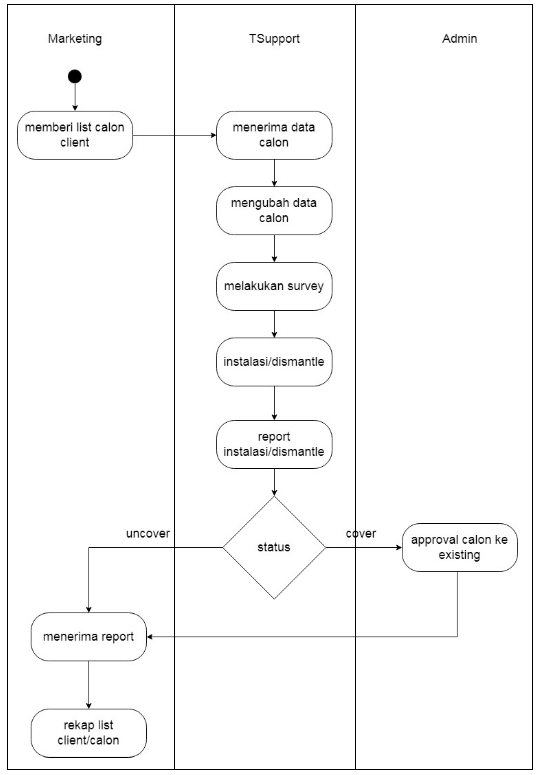 Marketing
TSupport
Admin
memberi list calon
client
menerima data
calon
mengubah data
calon
melakukan survey
instalasi/dismantle
report
instalasi/dismantle
uncover
status
cover
approval calon ke
existing
menerima report
rekap list
client/calon